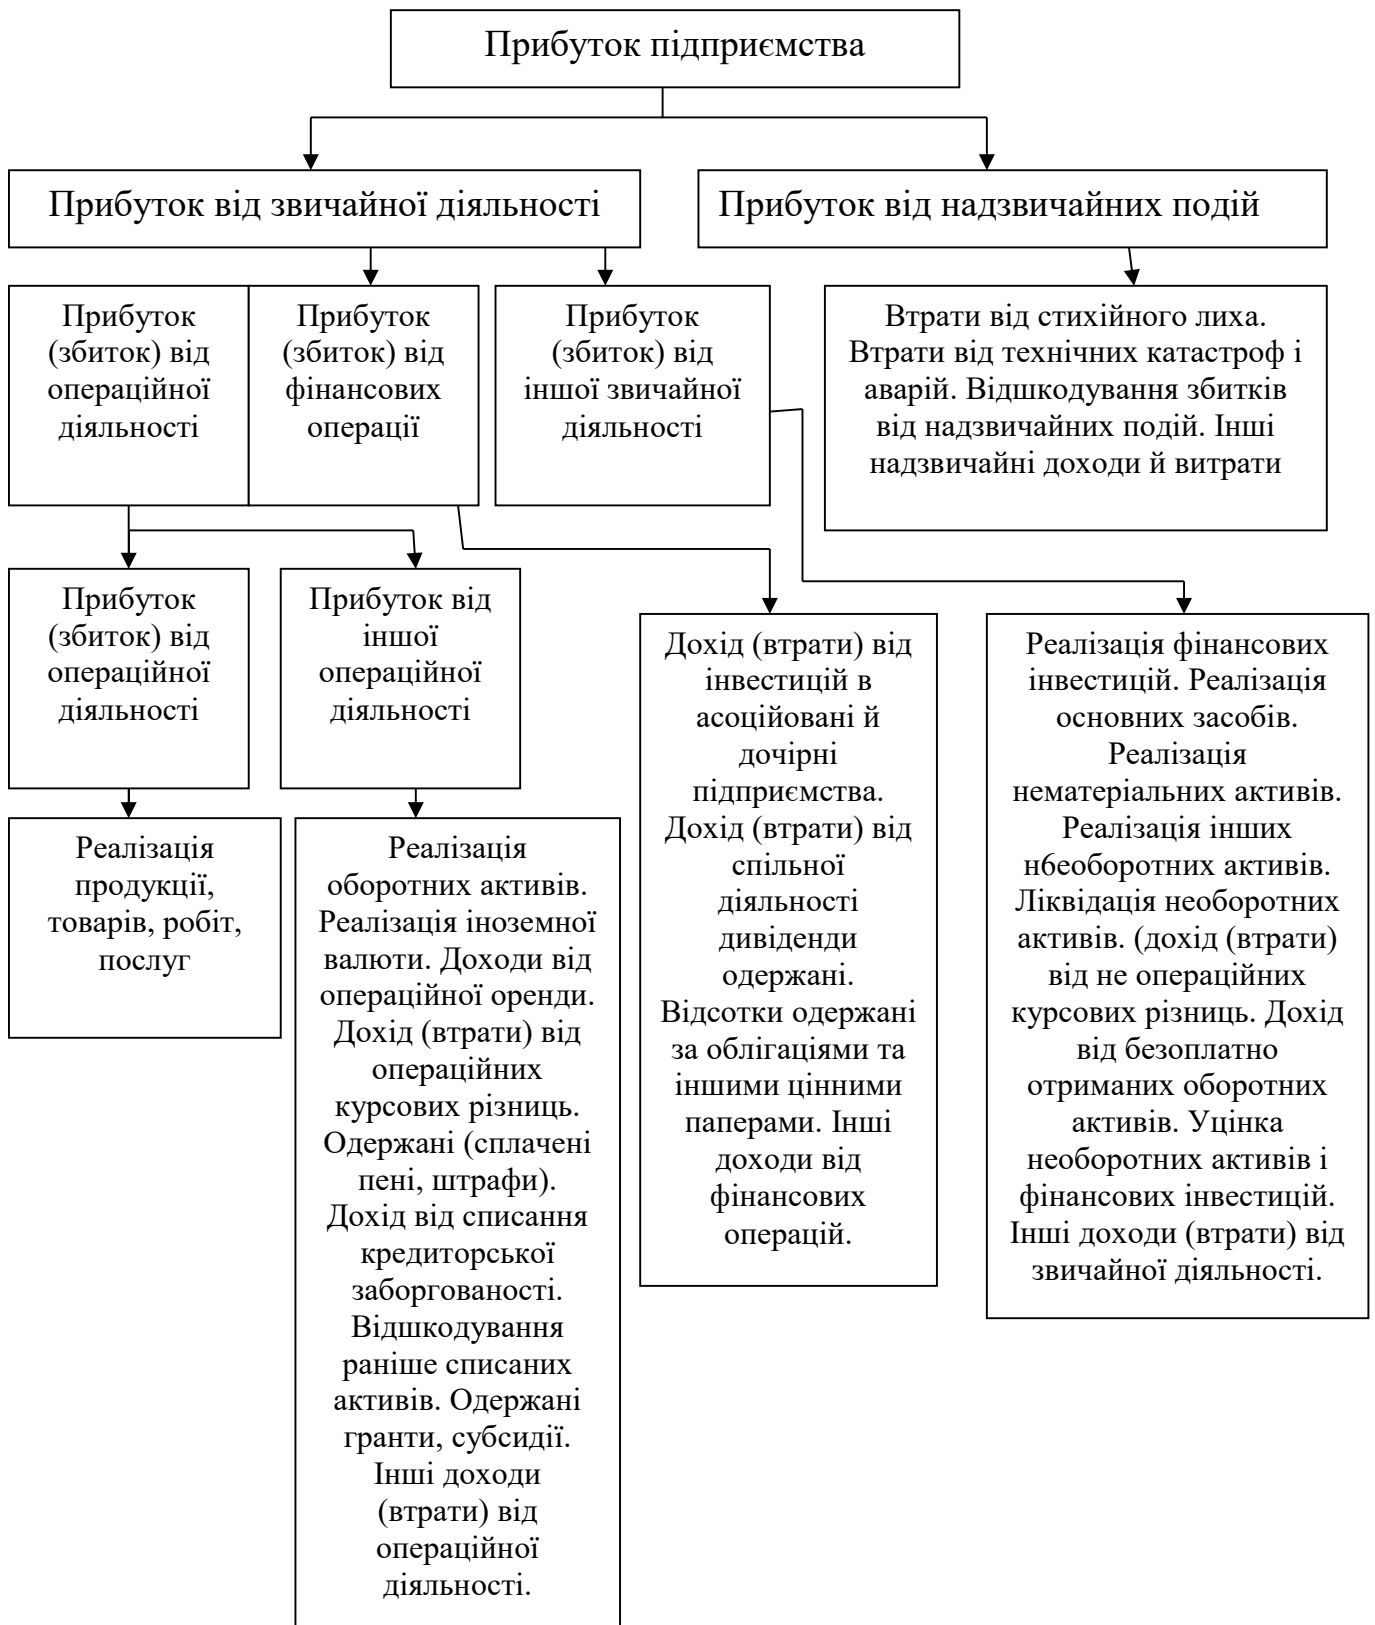 Прибуток підприємства
Прибуток від звичайної діяльності
Прибуток від надзвичайних подій
Прибуток
(збиток) від
операційної
діяльності
Прибуток
(збиток) від
фінансових
операції
Прибуток
(збиток) від
іншої звичайної
діяльності
Втрати від стихійного лиха.
Втрати від технічних катастроф і
аварій. Відшкодування збитків
від надзвичайних подій. Інші
надзвичайні доходи й витрати
Прибуток
(збиток) від
операційної
діяльності
Прибуток від
іншої
операційної
діяльності
Дохід (втрати) від
інвестицій в
асоційовані й
дочірні
підприємства.
Дохід (втрати) від
спільної
діяльності
дивіденди
одержані.
Відсотки одержані
за облігаціями та
іншими цінними
паперами. Інші
доходи від
фінансових
операцій.
Реалізація фінансових
інвестицій. Реалізація
основних засобів.
Реалізація
нематеріальних активів.
Реалізація інших
н6еоборотних активів.
Ліквідація необоротних
активів. (дохід (втрати)
від не операційних
курсових різниць. Дохід
від безоплатно
отриманих оборотних
активів. Уцінка
необоротних активів і
фінансових інвестицій.
Інші доходи (втрати) від
звичайної діяльності.
Реалізація
продукції,
товарів, робіт,
послуг
Реалізація
оборотних активів.
Реалізація іноземної
валюти. Доходи від
операційної оренди.
Дохід (втрати) від
операційних
курсових різниць.
Одержані (сплачені
пені, штрафи).
Дохід від списання
кредиторської
заборгованості.
Відшкодування
раніше списаних
активів. Одержані
гранти, субсидії.
Інші доходи
(втрати) від
операційної
діяльності.